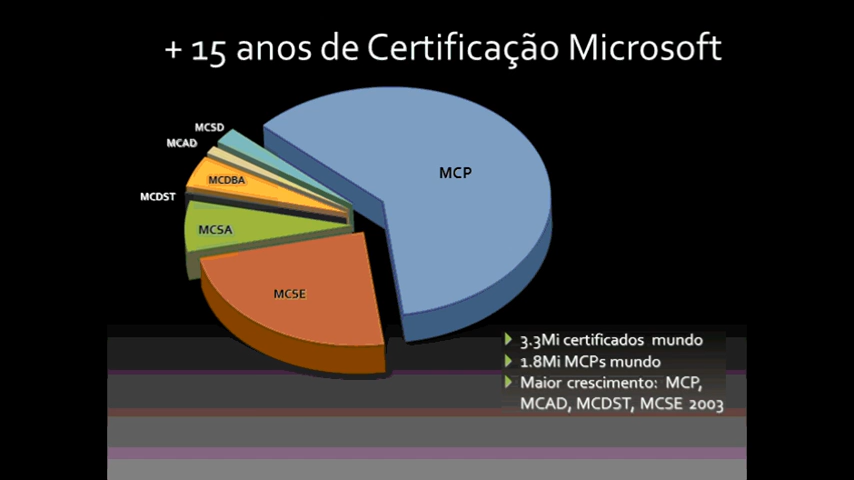 + 15 anos de Certificação Microsoft
MCSD
MCAD
MCP
MCDBA
MCDST
MCSA
MCSE
3.3Mi certificados mundo
1.8Mi MCPs mundo
Maior crescimento: MCP,
MCAD, MCDST, MCSE 2003